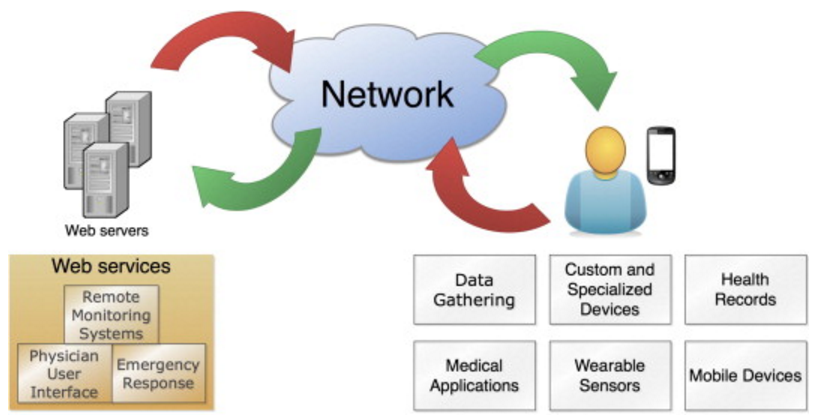 Network
Web servers
Web services
Remote
Monitoring
Systems
Physician
User
Interface
Emergency
Response
Data
Gathering
Custom and
Specialized
Devices
Health
Records
Medical
Applications
Wearable
Sensors
Mobile Devices